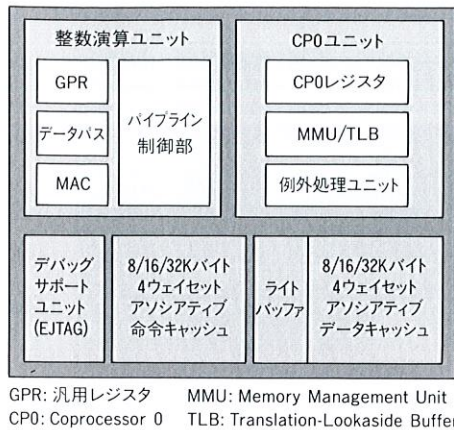 整数演算ユニット
GPR
データパス
MAC
パイプライン
制御部
CP0ユニット
CP0レジスタ
MMU/TLB
例外処理ユニット
デバッグ
サポート
ユニット
(EJTAG)
8/16/32Kバイト
4ウェイセット
アソシアティブ
命令キャッシュ
ライト
バッファ
8/16/32Kバイト
4ウェイセット
アソシアティブ
データキャッシュ
GPR: 汎用レジスタ
MMU: Memory Management Unit
CP0: Coprocessor 0
TLB: Translation-Lookaside Buffer